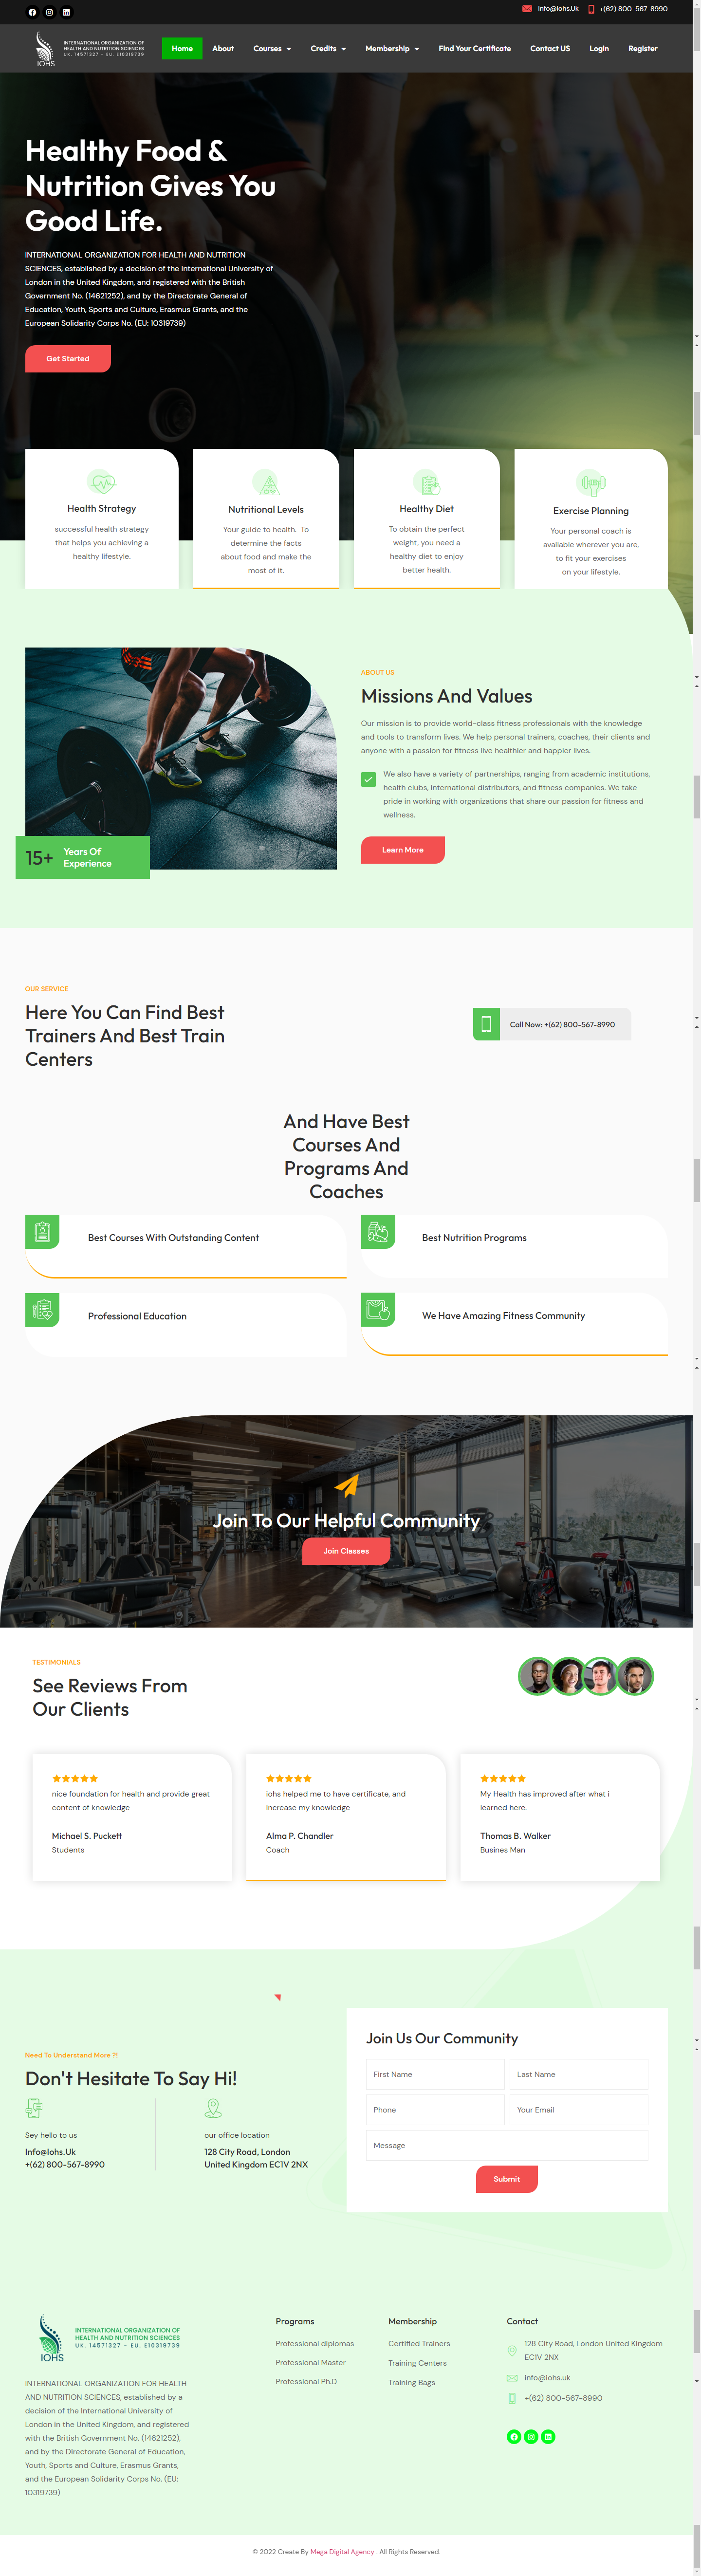 Info@Iohs.Uk
+(62) 800-567-8990
IOHS
INTERNATIONAL ORGANIZATION OF
HEALTH AND NUTRITION SCIENCES
UK. 14571327 - EU. E10319739
Home
About
Courses
Credits
Membership
Find Your Certificate
Contact US
Login
Register
Healthy Food &
Nutrition Gives You
Good Life.
INTERNATIONAL ORGANIZATION FOR HEALTH AND NUTRITION
SCIENCES, established by a decision of the International University of
London in the United Kingdom, and registered with the British
Government No. (14621252), and by the Directorate General of
Education, Youth, Sports and Culture, Erasmus Grants, and the
European Solidarity Corps No. (EU: 10319739)
Get Started
Health Strategy
successful health strategy
that helps you achieving a
healthy lifestyle.
Nutritional Levels
Your guide to health. To
determine the facts
about food and make the
most of it.
Healthy Diet
To obtain the perfect
weight, you need a
healthy diet to enjoy
better health.
Exercise Planning
Your personal coach is
available wherever you are,
to fit your exercises
on your lifestyle.
15+
Years Of
Experience
ABOUT US
Missions And Values
Our mission is to provide world-class fitness professionals with the knowledge
and tools to transform lives. We help personal trainers, coaches, their clients and
anyone with a passion for fitness live healthier and happier lives.
We also have a variety of partnerships, ranging from academic institutions,
health clubs, international distributors, and fitness companies. We take
pride in working with organizations that share our passion for fitness and
wellness.
Learn More
OUR SERVICE
Here You Can Find Best
Trainers And Best Train
Centers
Call Now: +(62) 800-567-8990
And Have Best
Courses And
Programs And
Coaches
Best Courses With Outstanding Content
Best Nutrition Programs
Professional Education
We Have Amazing Fitness Community
Join To Our Helpful Community
Join Classes
TESTIMONIALS
See Reviews From
Our Clients
nice foundation for health and provide great
content of knowledge
Michael S. Puckett
Students
iohs helped me to have certificate, and
increase my knowledge
Alma P. Chandler
Coach
My Health has improved after what i
learned here.
Thomas B. Walker
Busines Man
Need To Understand More ?!
Don't Hesitate To Say Hi!
Sey hello to us
Info@Iohs.Uk
+(62) 800-567-8990
our office location
128 City Road, London
United Kingdom EC1V 2NX
Join Us Our Community
First Name
Last Name
Phone
Your Email
Message
Submit
IOHS
INTERNATIONAL ORGANIZATION OF
HEALTH AND NUTRITION SCIENCES
UK. 14571327 - EU. E10319739
INTERNATIONAL ORGANIZATION FOR HEALTH
AND NUTRITION SCIENCES, established by a
decision of the International University of
London in the United Kingdom, and registered
with the British Government No. (14621252),
and by the Directorate General of Education,
Youth, Sports and Culture, Erasmus Grants,
and the European Solidarity Corps No. (EU:
10319739)
Programs
Professional diplomas
Professional Master
Professional Ph.D
Membership
Certified Trainers
Training Centers
Training Bags
Contact
128 City Road, London United Kingdom
EC1V 2NX
info@iohs.uk
+(62) 800-567-8990
© 2022 Create By Mega Digital Agency . All Rights Reserved.